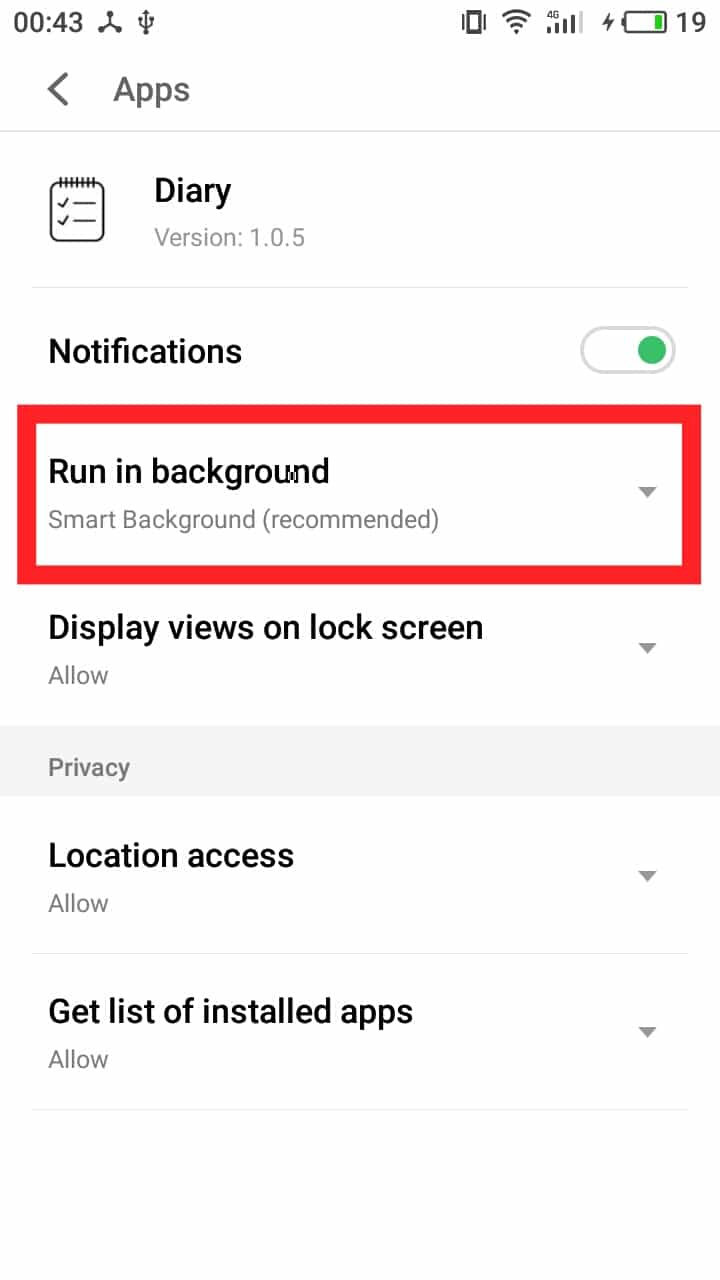 00:43 4G 19
Apps
Diary
Version: 1.0.5
Notifications
Run in background
Smart Background (recommended)
Display views on lock screen
Allow
Privacy
Location access
Allow
Get list of installed apps
Allow